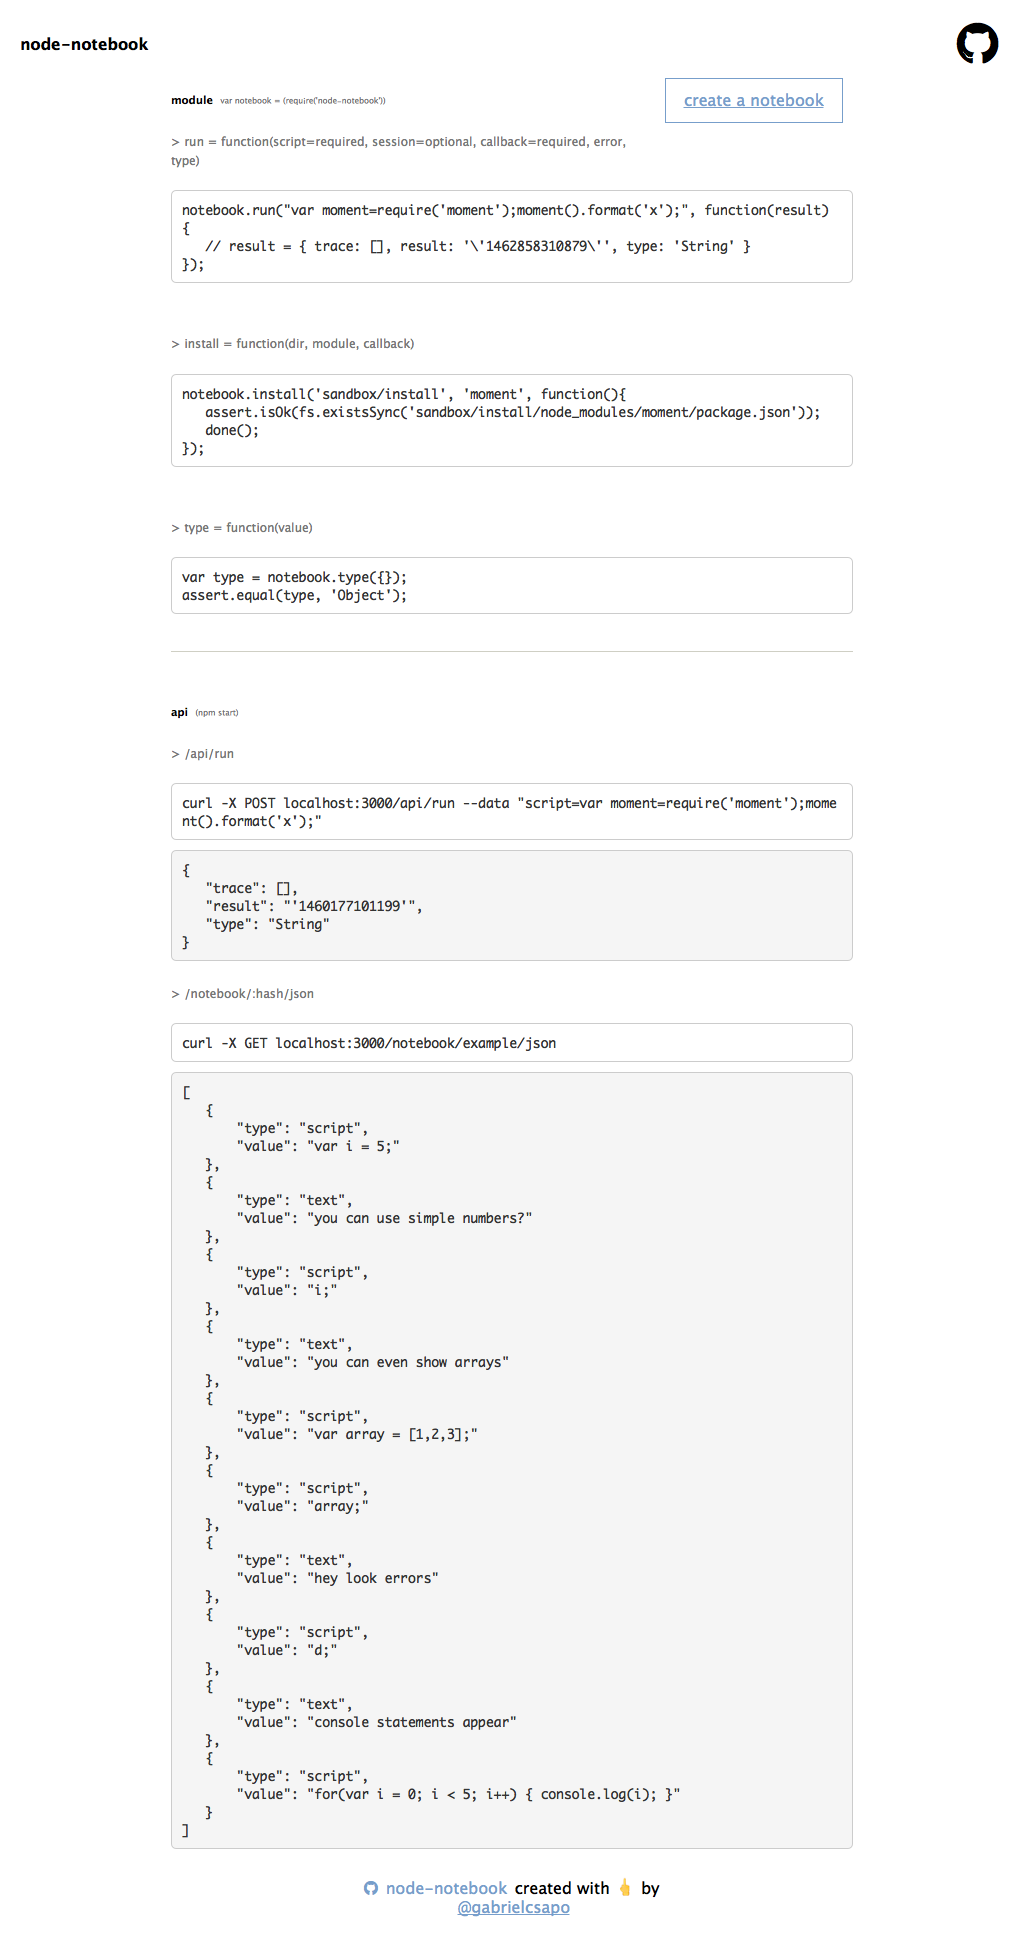 node-notebook
module var notebook = (require('node-notebook'))
create a notebook
> run = function(script=required, session=optional, callback=required, error,
type)
notebook.run("var moment=require('moment');moment().format('x');", function(result)
{
   // result = { trace: [], result: '\'1462858310879\'', type: 'String' }
});
> install = function(dir, module, callback)
notebook.install('sandbox/install', 'moment', function(){
   assert.isOk(fs.existsSync('sandbox/install/node_modules/moment/package.json'));
   done();
});
> type = function(value)
var type = notebook.type({});
assert.equal(type, 'Object');
api (npm start)
> /api/run
curl -X POST localhost:3000/api/run --data "script=var moment=require('moment');mome
nt().format('x');"
{
   "trace": [],
   "result": "'1460177101199'",
   "type": "String"
}
> /notebook/:hash/json
curl -X GET localhost:3000/notebook/example/json
[
   {
       "type": "script",
       "value": "var i = 5;"
   },
   {
       "type": "text",
       "value": "you can use simple numbers?"
   },
   {
       "type": "script",
       "value": "i;"
   },
   {
       "type": "text",
       "value": "you can even show arrays"
   },
   {
       "type": "script",
       "value": "var array = [1,2,3];"
   },
   {
       "type": "script",
       "value": "array;"
   },
   {
       "type": "text",
       "value": "hey look errors"
   },
   {
       "type": "script",
       "value": "d;"
   },
   {
       "type": "text",
       "value": "console statements appear"
   },
   {
       "type": "script",
       "value": "for(var i = 0; i < 5; i++) { console.log(i); }"
   }
]
node-notebook created with 🖕 by
@gabrielcsapo